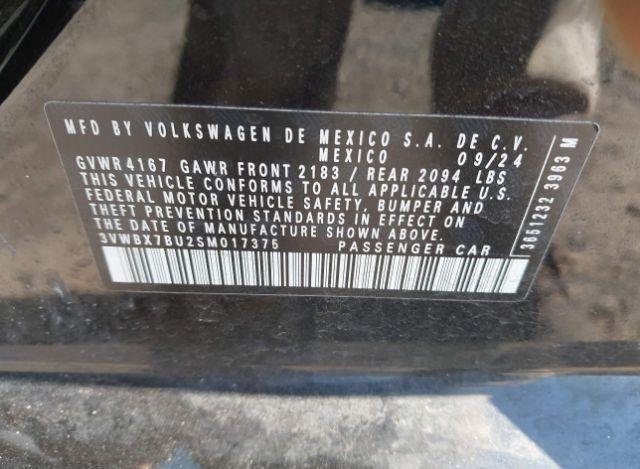 MFD BY VOLKSWAGEN DE MEXICO S.A. DE C.V.
MEXICO 09/24
GVWR 4167 GAWR FRONT 2183 / REAR 2094 LBS
THIS VEHICLE CONFORMS TO ALL APPLICABLE U.S.
FEDERAL MOTOR VEHICLE SAFETY, BUMPER AND
THEFT PREVENTION STANDARDS IN EFFECT ON
THE DATE OF MANUFACTURE SHOWN ABOVE
3VWBX7BU2SM017375 PASSENGER CAR
3651232 3963 M